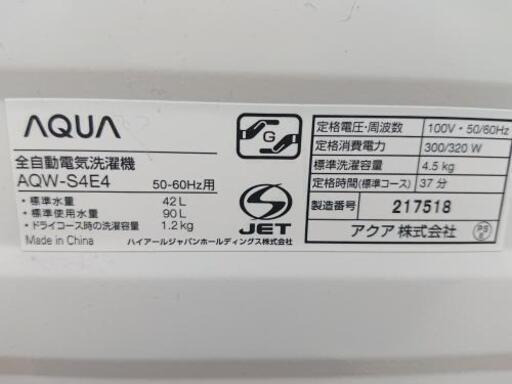 AQUA
全自動電気洗濯機
AQW-S4E4 50-60Hz用
・標準水量 42L
・標準使用水量 90L
・ドライコース時の洗濯容量 1.2kg
Made in China
ハイアールジャパンホールディングス株式会社
G
S
JET
定格電圧・周波数 100V・50/60Hz
定格消費電力 300/320 W
標準洗濯容量 4.5 kg
定格時間(標準コース) 37分
製造番号 217518
アクア 株式会社
PS
E